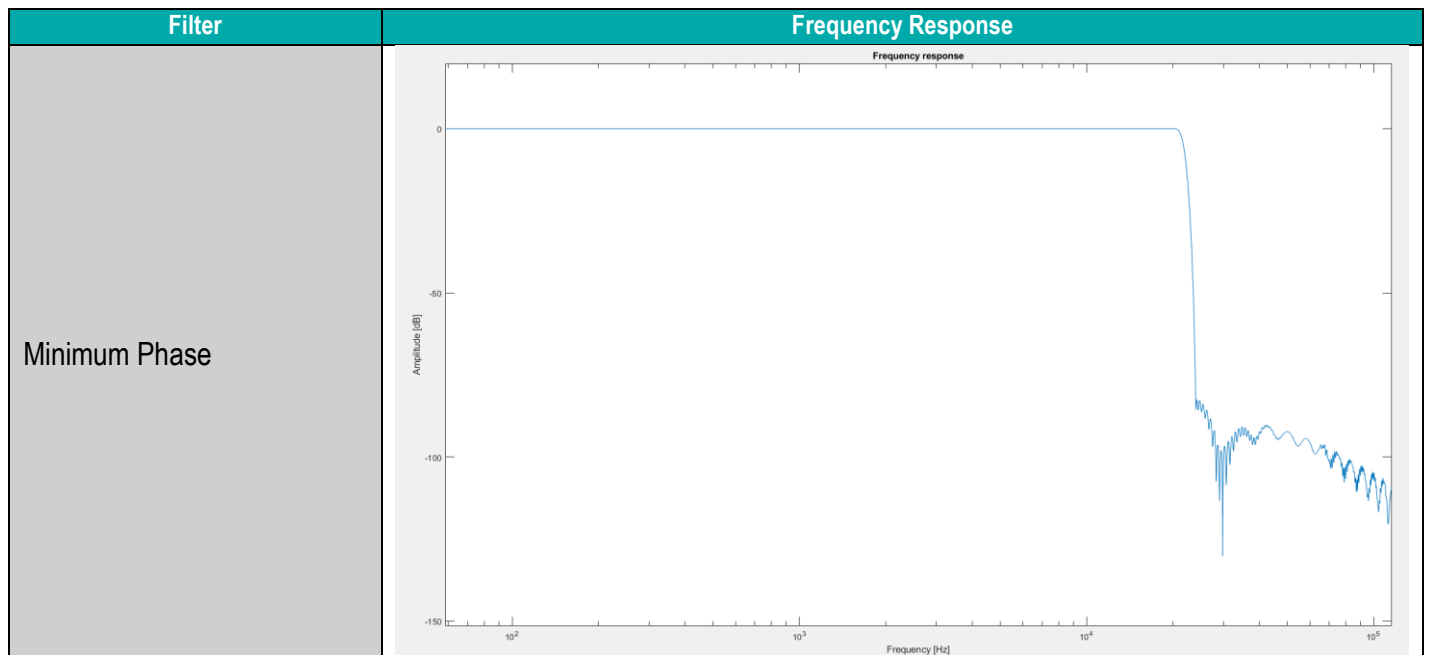 Filter
Frequency Response
Frequency response
0
-50
-100
-150
Amplitude [dB]
Minimum Phase
10²
10³
10⁴
10⁵
Frequency [Hz]